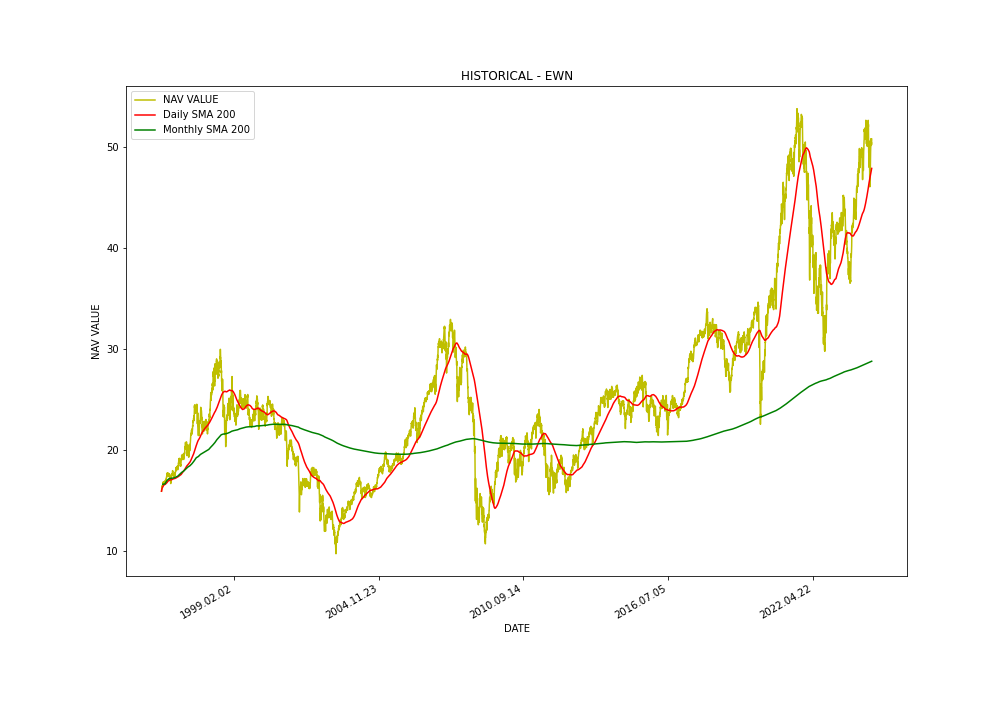 HISTORICAL - EWN
NAV VALUE
Daily SMA 200
Monthly SMA 200
NAV VALUE
50
40
30
20
10
1999.02.02
2004.11.23
2010.09.14
2016.07.05
2022.04.22
DATE